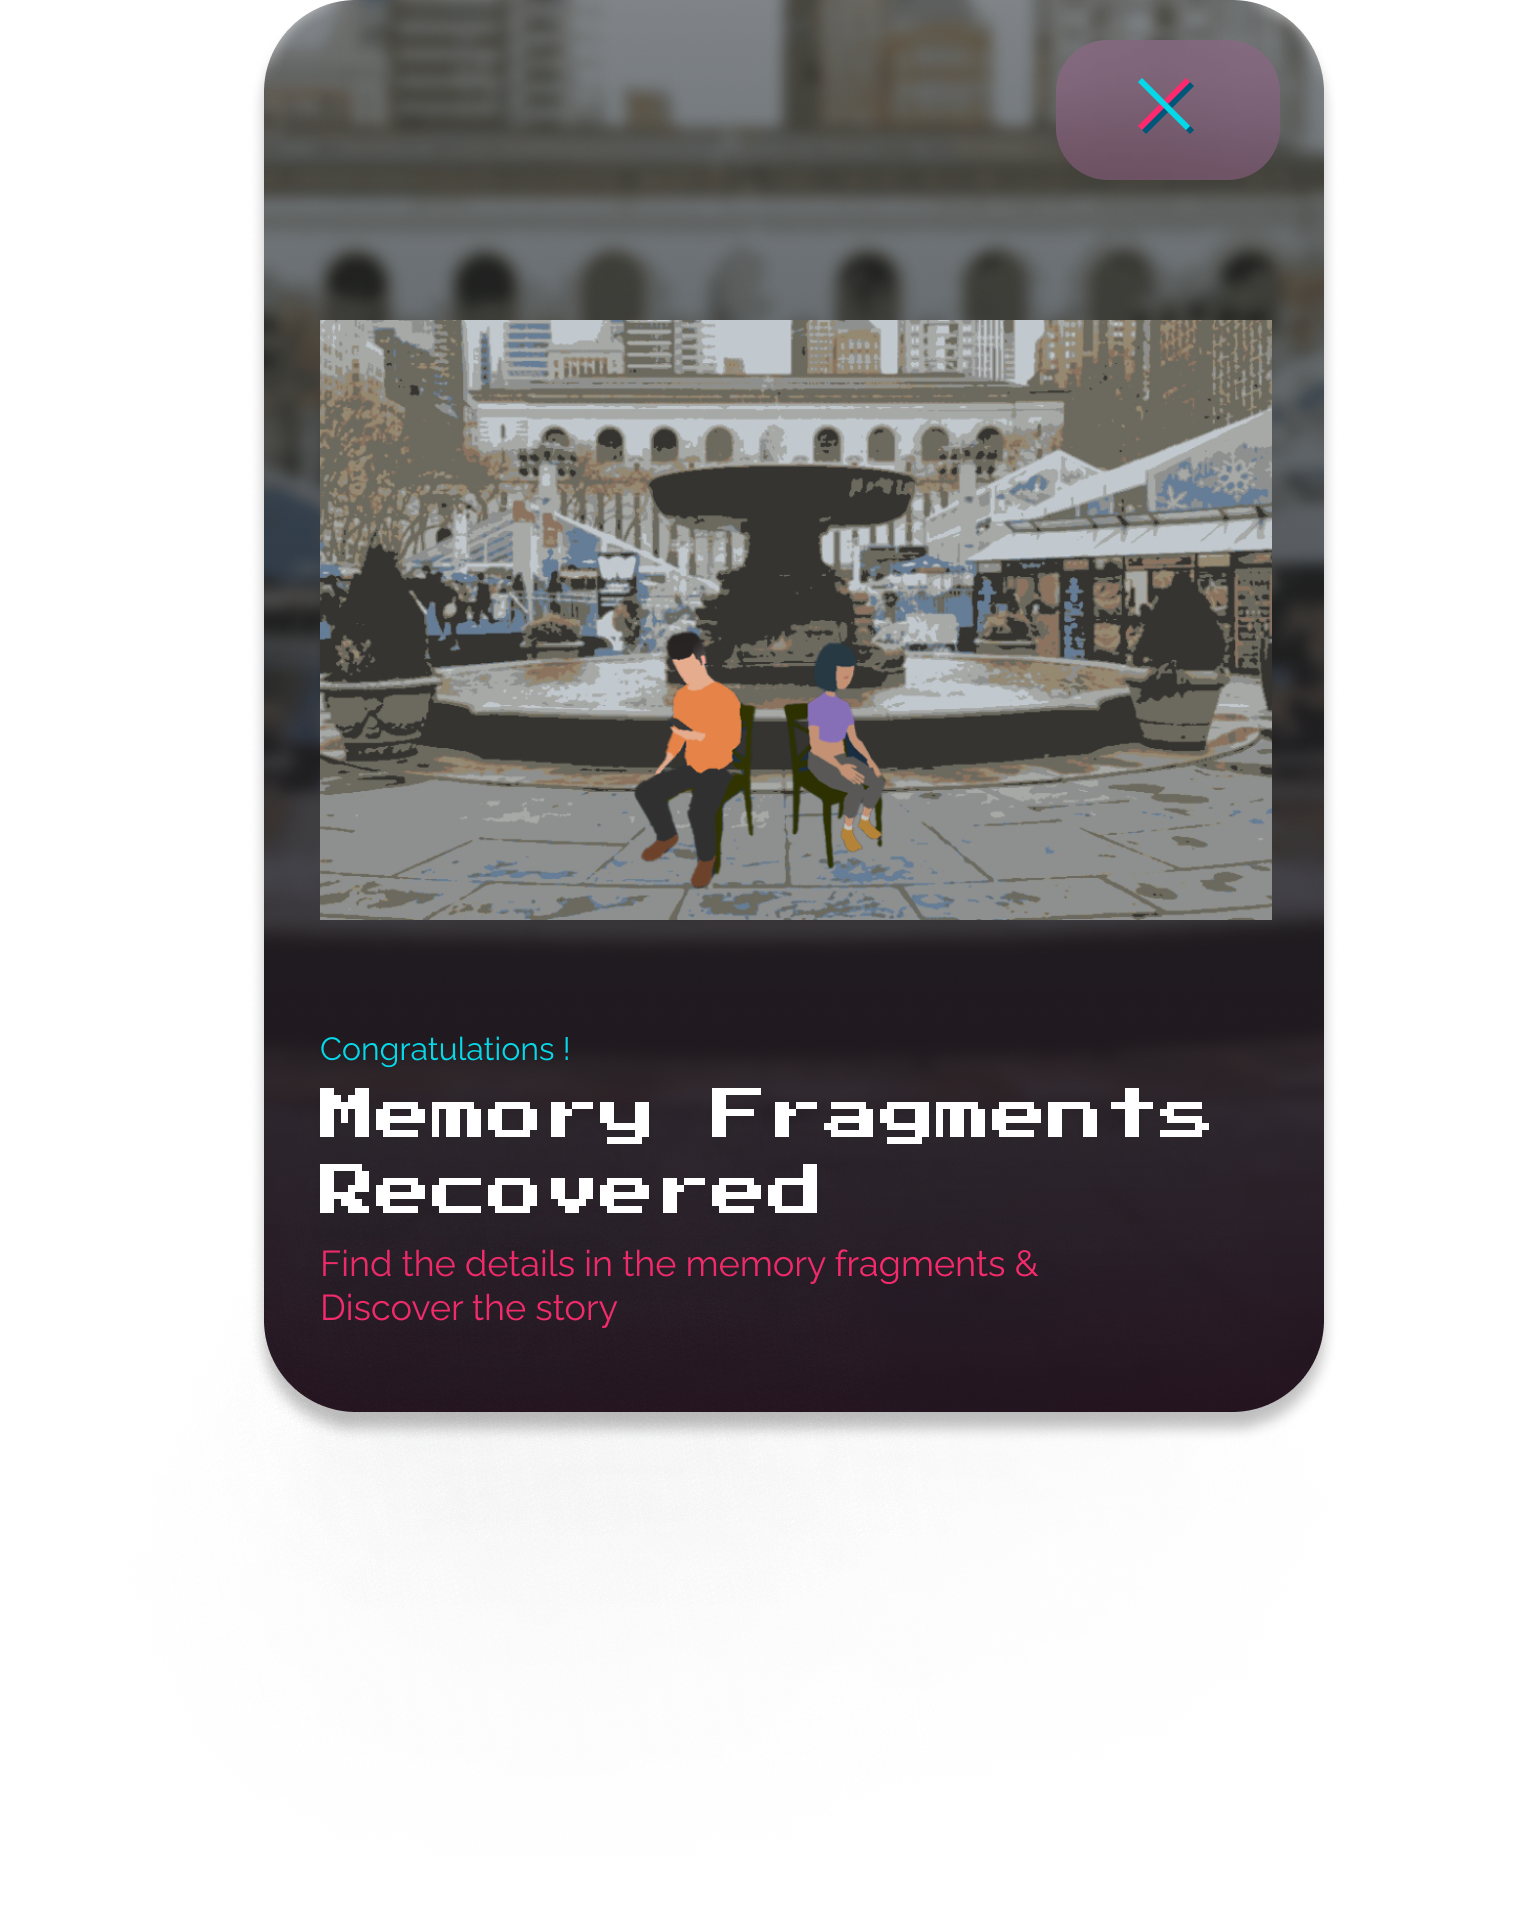 Congratulations !
Memory Fragments
Recovered
Find the details in the memory fragments &
Discover the story